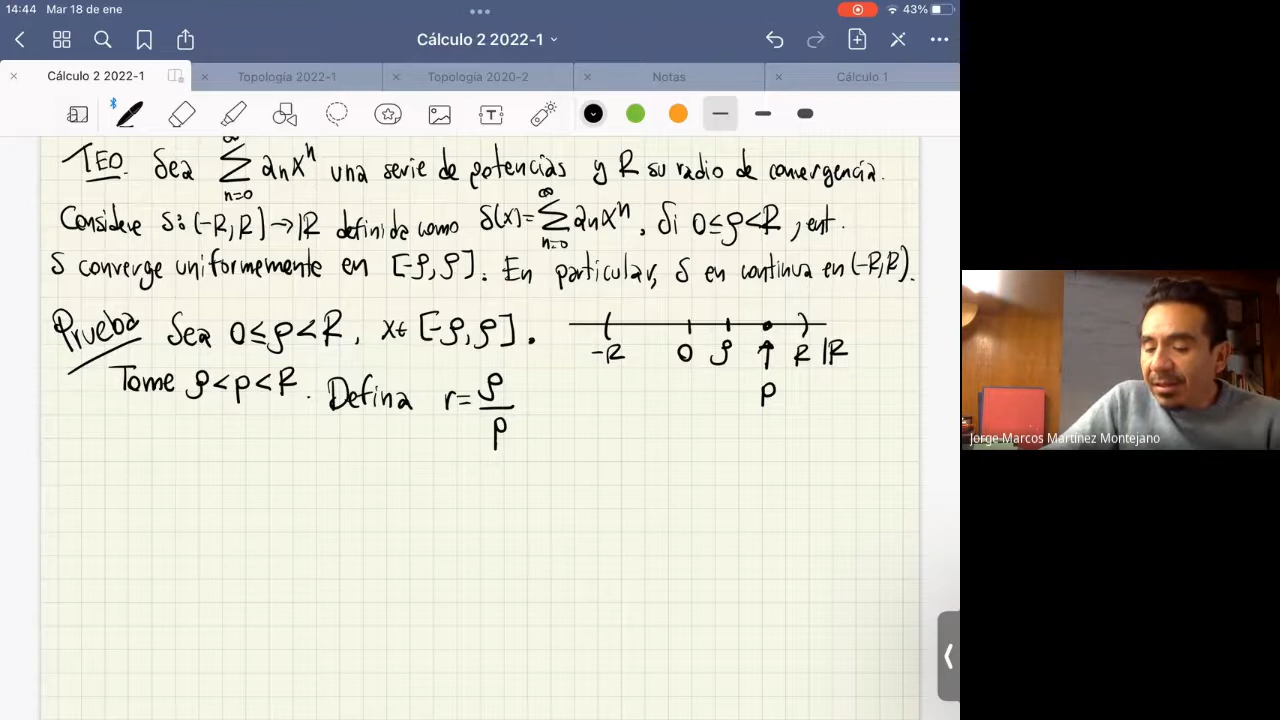 14:44 Mar 18 de ene
43%
Cálculo 2 2022-1
Cálculo 2 2022-1 Topología 2022-1 Topología 2020-2 Notas Cálculo 1
TEO. Sea ∑_{n=0}^{∞} a_n x^n una serie de potencias y R su radio de convergencia.
Considere S: (-R, R) → ℝ definida como S(x) = ∑_{n=0}^{∞} a_n x^n. Si 0 ≤ ρ < R, ent.
S converge uniformemente en [-ρ, ρ]. En particular, S en continua en (-R, R).
Prueba Sea 0 ≤ ρ < R, x ∈ [-ρ, ρ].
-R 0 ρ R ℝ
p
Tome ρ < p < R. Defina r = ρ/p
Jorge-Marcos Martínez Montejano